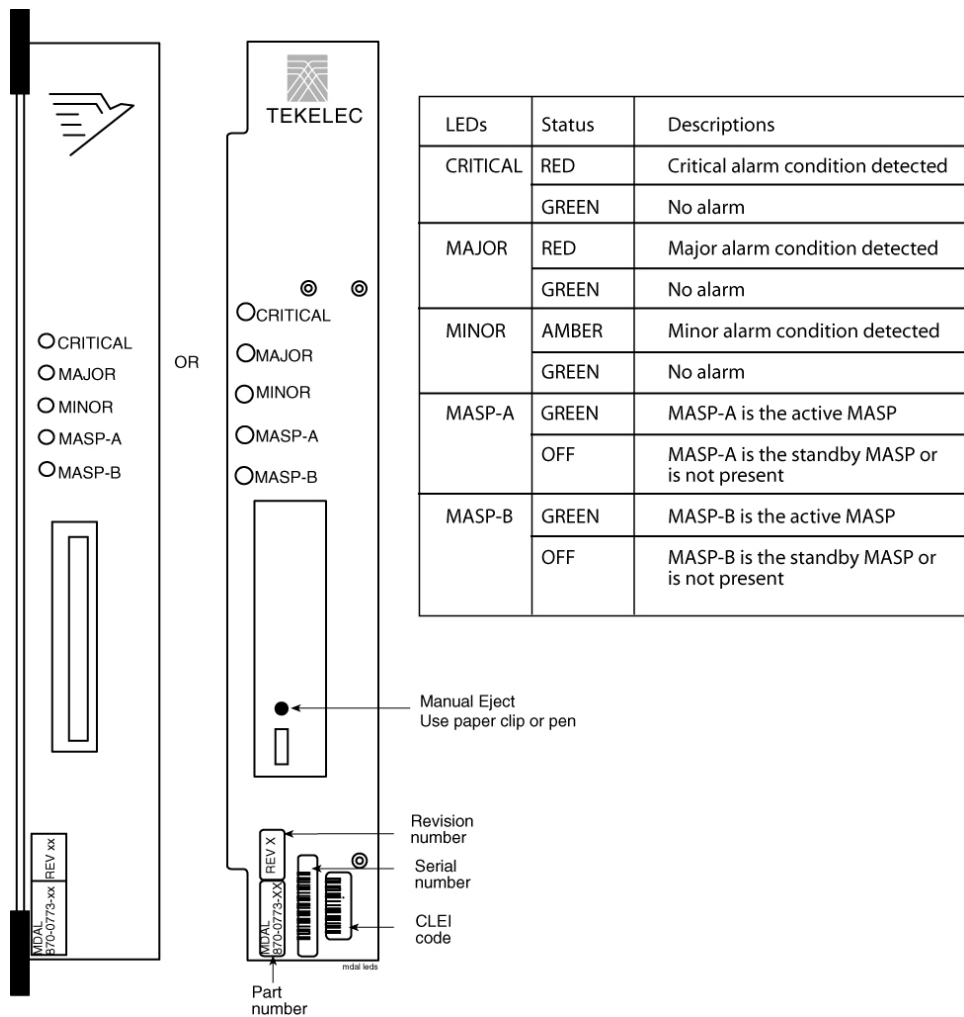 TEKELEC
CRITICAL
MAJOR
MINOR
MASP-A
MASP-B
OR
CRITICAL
MAJOR
MINOR
MASP-A
MASP-B
LEDs Status Descriptions
CRITICAL RED Critical alarm condition detected
GREEN No alarm
MAJOR RED Major alarm condition detected
GREEN No alarm
MINOR AMBER Minor alarm condition detected
GREEN No alarm
MASP-A GREEN MASP-A is the active MASP
OFF MASP-A is the standby MASP or
is not present
MASP-B GREEN MASP-B is the active MASP
OFF MASP-B is the standby MASP or
is not present
Manual Eject
Use paper clip or pen
REV xx
MDAL
870-0773-xx
REV X
MDAL
870-0773-XX
Revision
number
Serial
number
CLEI
code
mdal leds
Part
number